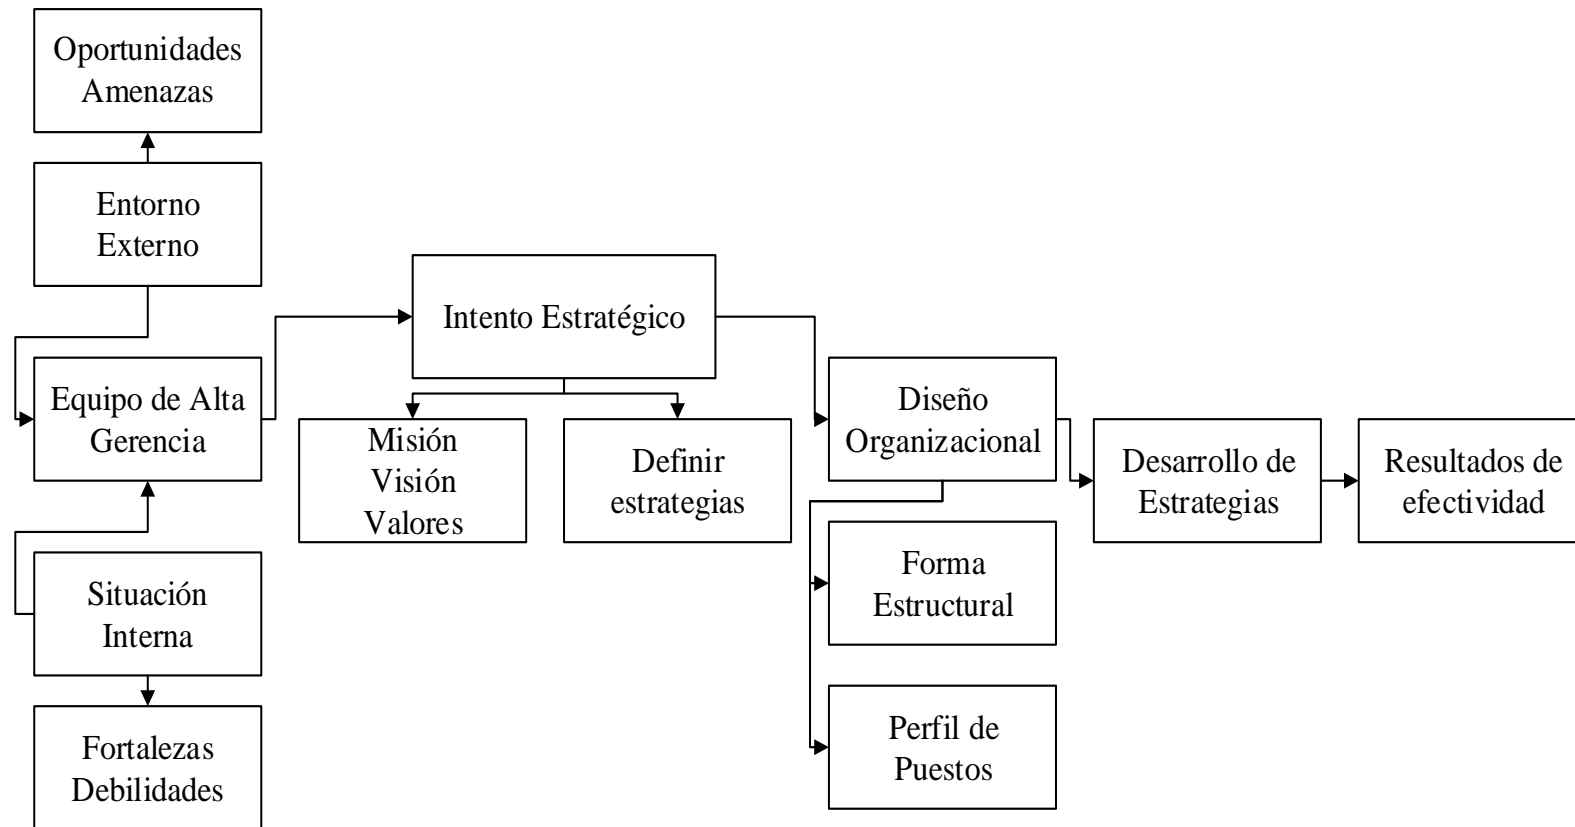 Oportunidades
Amenazas
Entorno
Externo
Equipo de Alta
Gerencia
Situación
Interna
Fortalezas
Debilidades
Intento Estratégico
Misión
Visión
Valores
Definir
estrategias
Diseño
Organizacional
Forma
Estructural
Perfil de
Puestos
Desarrollo de
Estrategias
Resultados de
efectividad